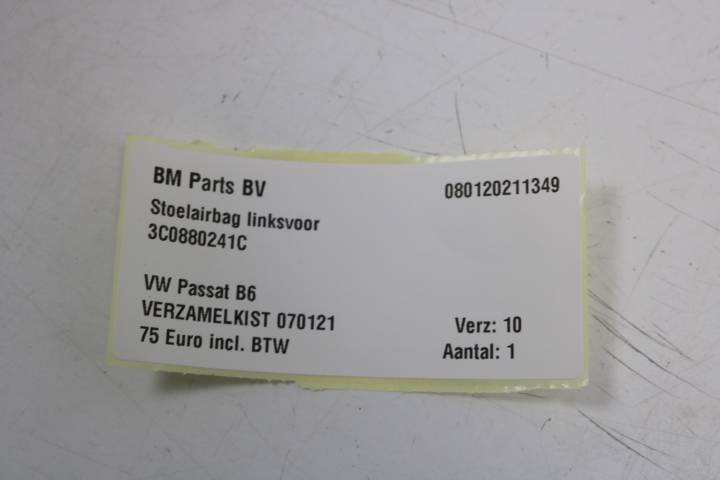 BM Parts BV 080120211349
Stoelairbag linksvoor
3C0880241C
VW Passat B6
VERZAMELKIST 070121 Verz: 10
75 Euro incl. BTW Aantal: 1